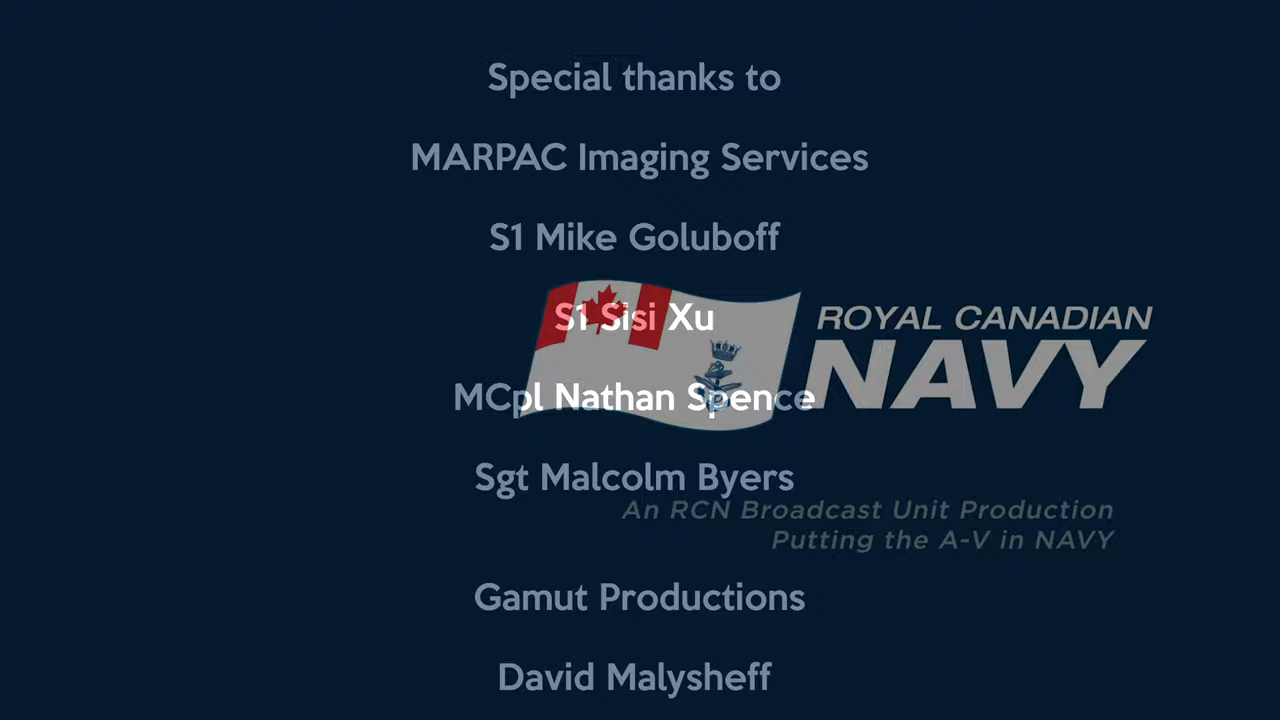 Special thanks to
MARPAC Imaging Services
S1 Mike Goluboff
S1 Sisi Xu
MCpl Nathan Spence
Sgt Malcolm Byers
Gamut Productions
David Malysheff
ROYAL CANADIAN
NAVY
An RCN Broadcast Unit Production
Putting the A-V in NAVY